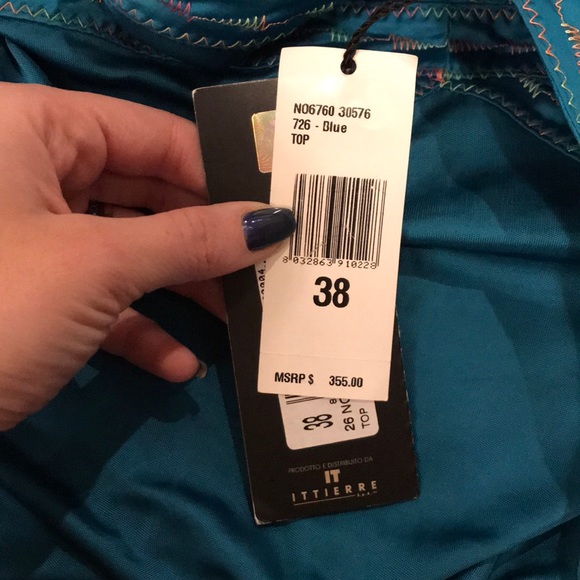 NO6760 30576
726 - Blue
TOP
8 032863 910228
38
MSRP $ 355.00
38
26 NO
TOP
PRODOTTO E DISTRIBUITO DA
IT
ITTIERRE